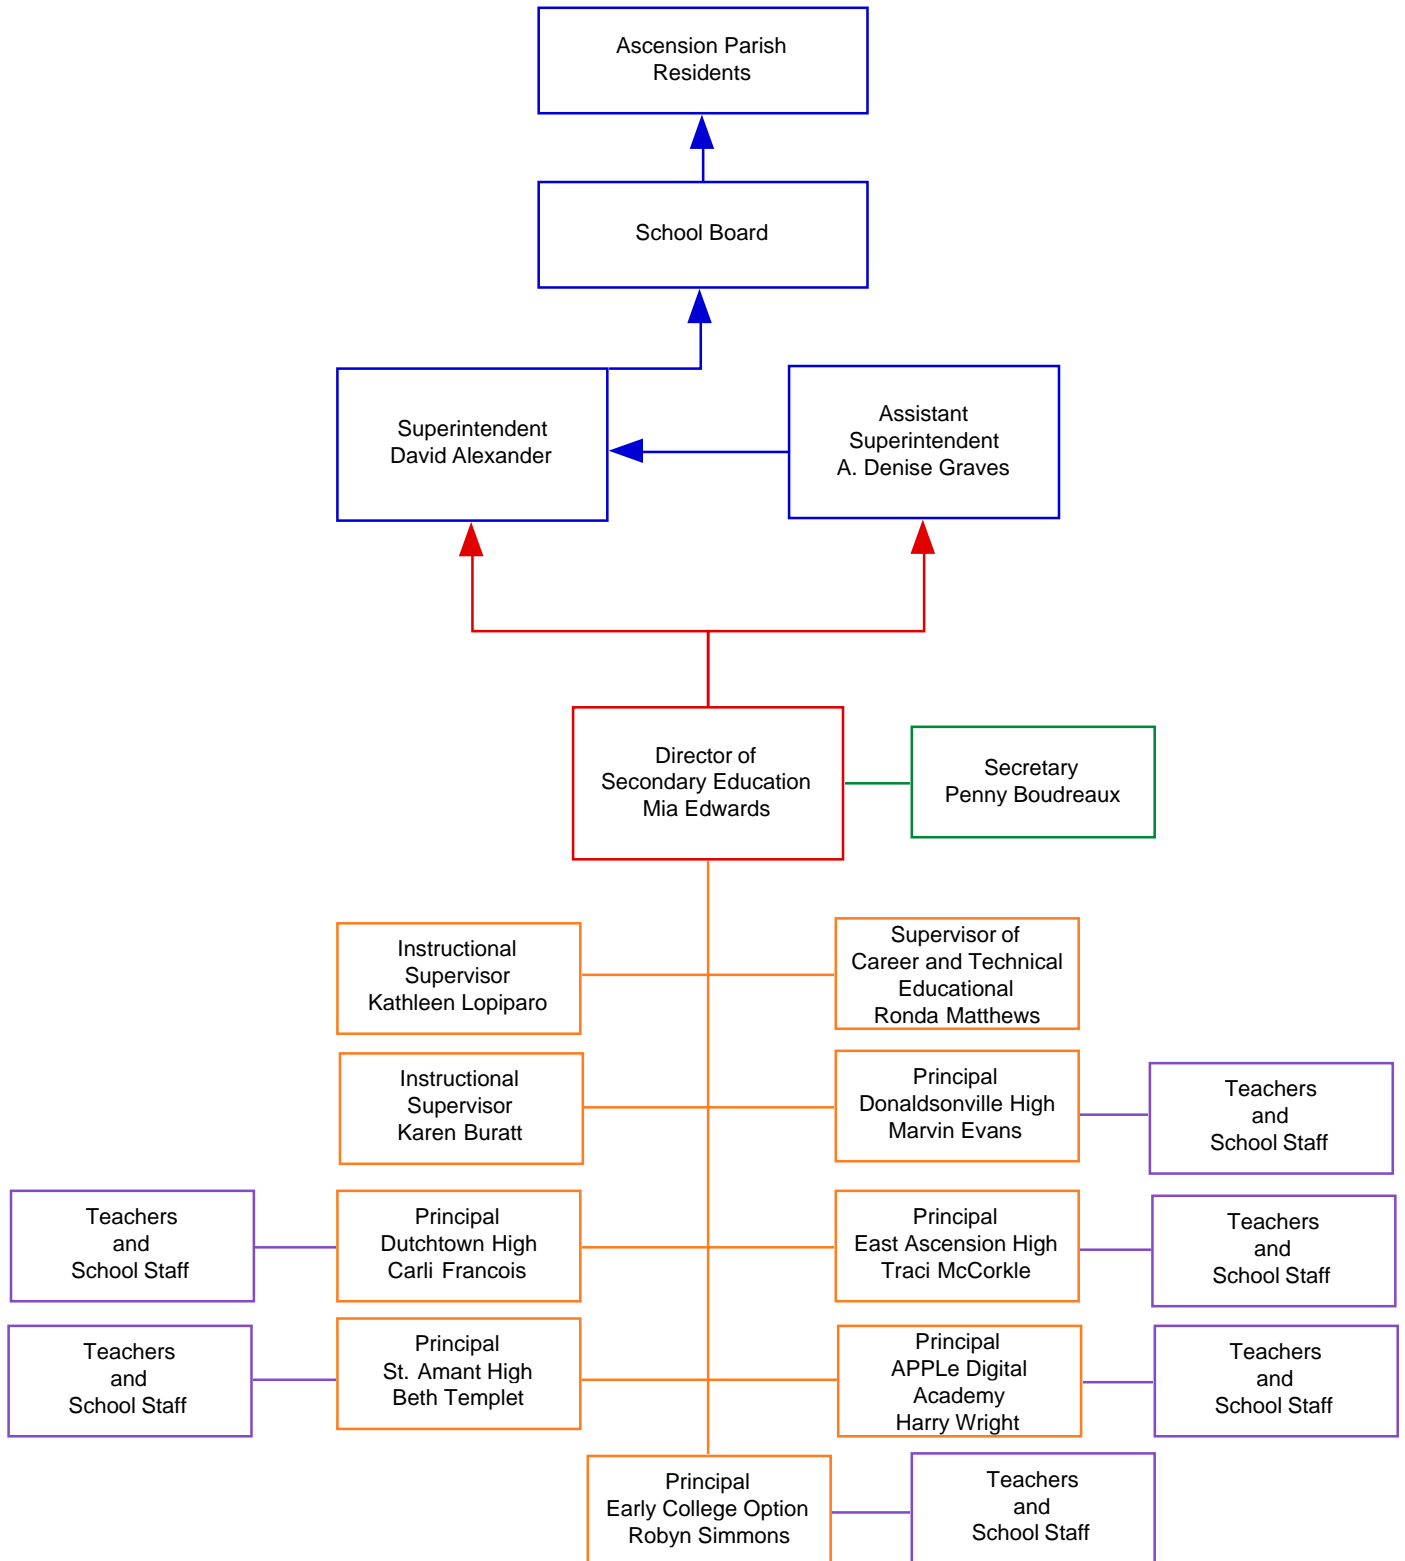 Ascension Parish
Residents
School Board
Superintendent
David Alexander
Assistant
Superintendent
A. Denise Graves
Director of
Secondary Education
Mia Edwards
Secretary
Penny Boudreaux
Instructional
Supervisor
Kathleen Lopiparo
Supervisor of
Career and Technical
Educational
Ronda Matthews
Instructional
Supervisor
Karen Buratt
Principal
Donaldsonville High
Marvin Evans
Teachers
and
School Staff
Teachers
and
School Staff
Principal
Dutchtown High
Carli Francois
Principal
East Ascension High
Traci McCorkle
Teachers
and
School Staff
Teachers
and
School Staff
Principal
St. Amant High
Beth Templet
Principal
APPLe Digital
Academy
Harry Wright
Teachers
and
School Staff
Principal
Early College Option
Robyn Simmons
Teachers
and
School Staff